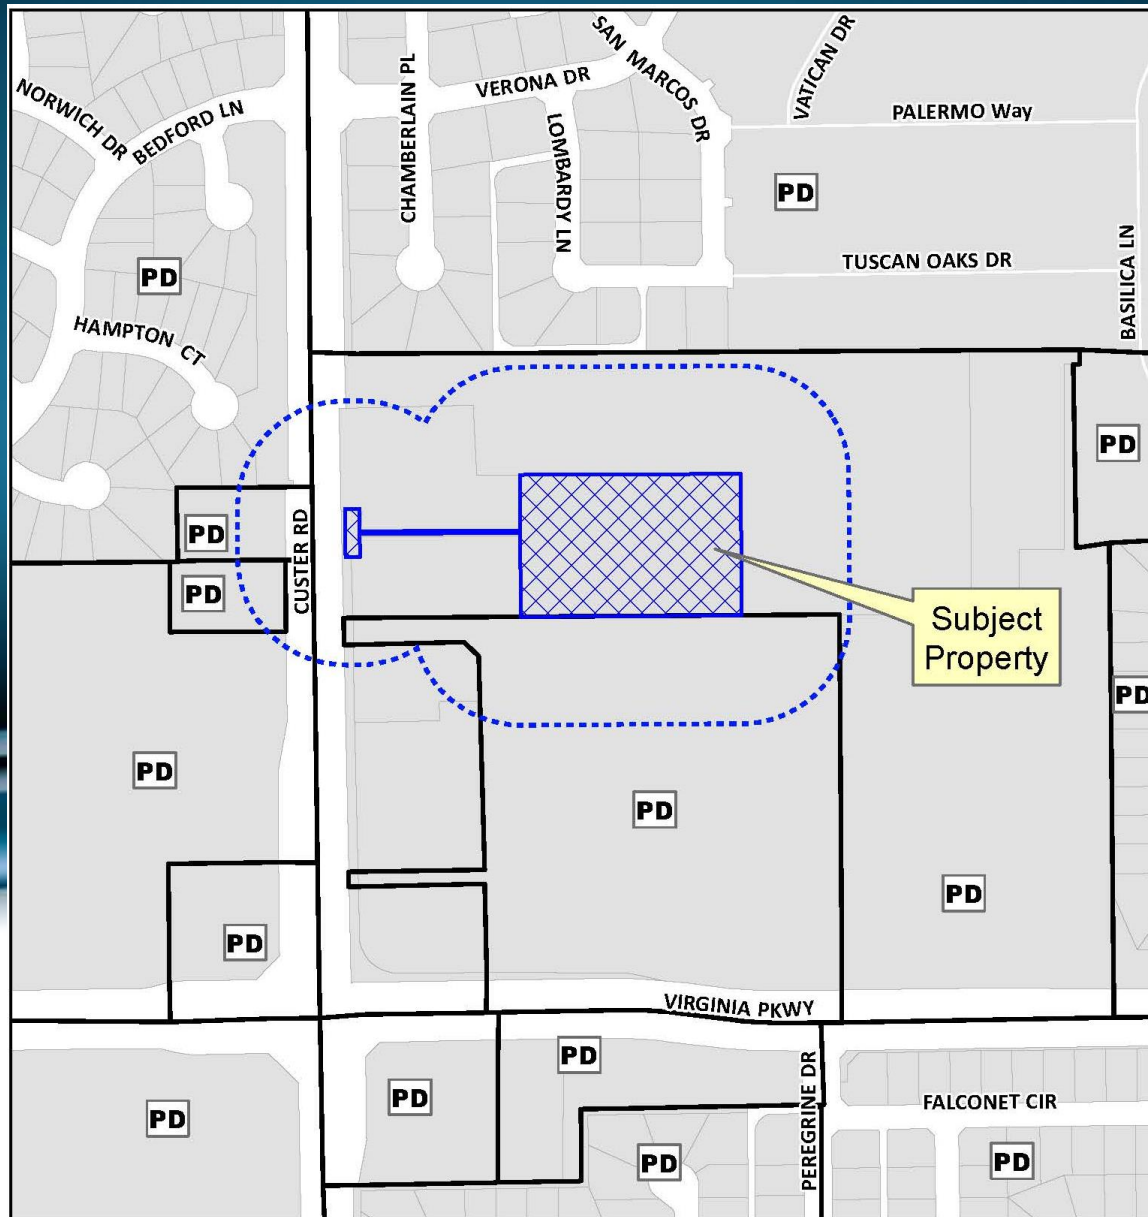 SAN MARCOS DR
VATICAN DR
CHAMBERLAIN PL
VERONA DR
NORWICH DR
BEDFORD LN
PALERMO Way
LOMBARDY LN
PD
BASILICA LN
TUSCAN OAKS DR
PD
HAMPTON CT
PD
CUSTER RD
PD
PD
Subject
Property
PD
PD
PD
PD
PD
VIRGINIA PKWY
PD
PEREGRINE DR
PD
FALCONET CIR
PD
PD
PD